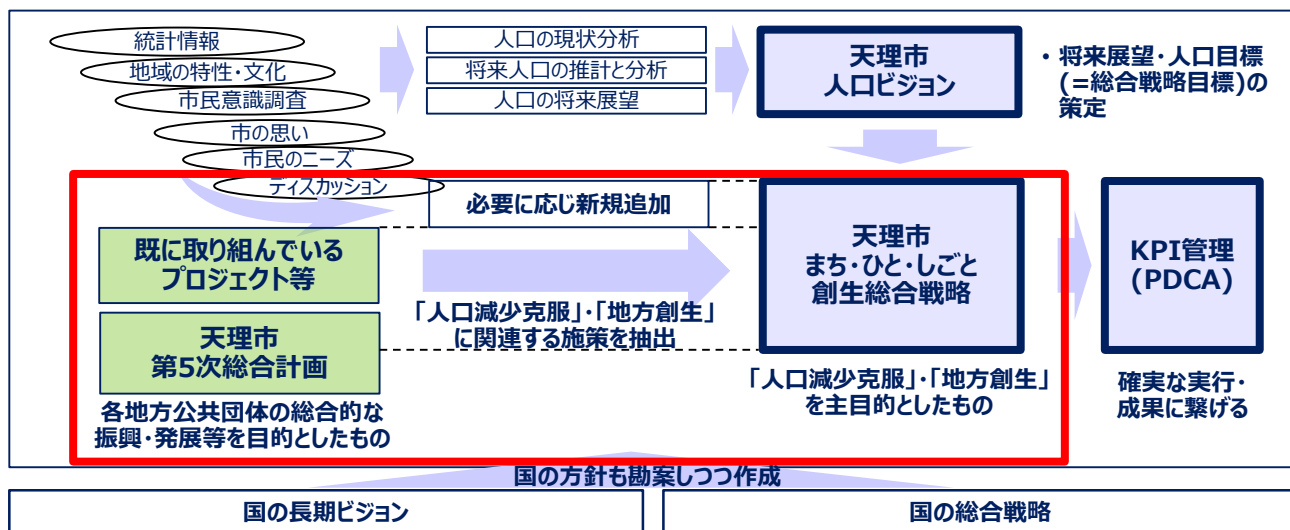 統計情報
地域の特性・文化
市民意識調査
市の思い
市民のニーズ
ディスカッション
人口の現状分析
将来人口の推計と分析
人口の将来展望
天理市
人口ビジョン
・将来展望・人口目標
(=総合戦略目標)の
策定
必要に応じ新規追加
既に取り組んでいる
プロジェクト等
天理市
第5次総合計画
各地方公共団体の総合的な
振興・発展等を目的としたもの
「人口減少克服」・「地方創生」
に関連する施策を抽出
天理市
まち・ひと・しごと
創生総合戦略
「人口減少克服」・「地方創生」
を主目的としたもの
KPI管理
(PDCA)
確実な実行・
成果に繋げる
国の方針も勘案しつつ作成
国の長期ビジョン
国の総合戦略